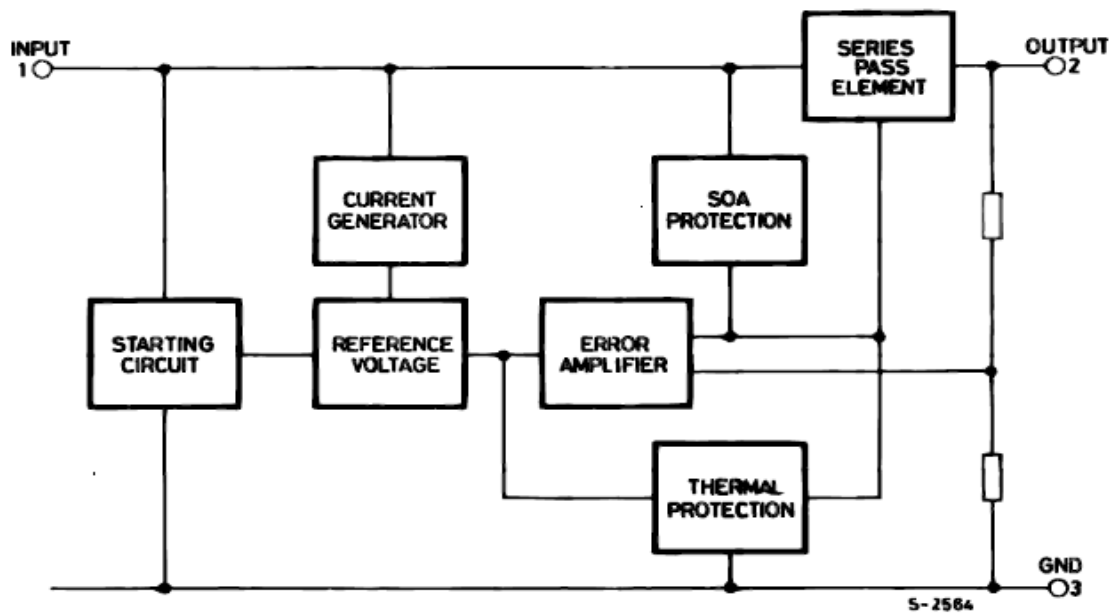 INPUT
1
SERIES
PASS
ELEMENT
OUTPUT
2
CURRENT
GENERATOR
SOA
PROTECTION
STARTING
CIRCUIT
REFERENCE
VOLTAGE
ERROR
AMPLIFIER
THERMAL
PROTECTION
GND
3
S-2564